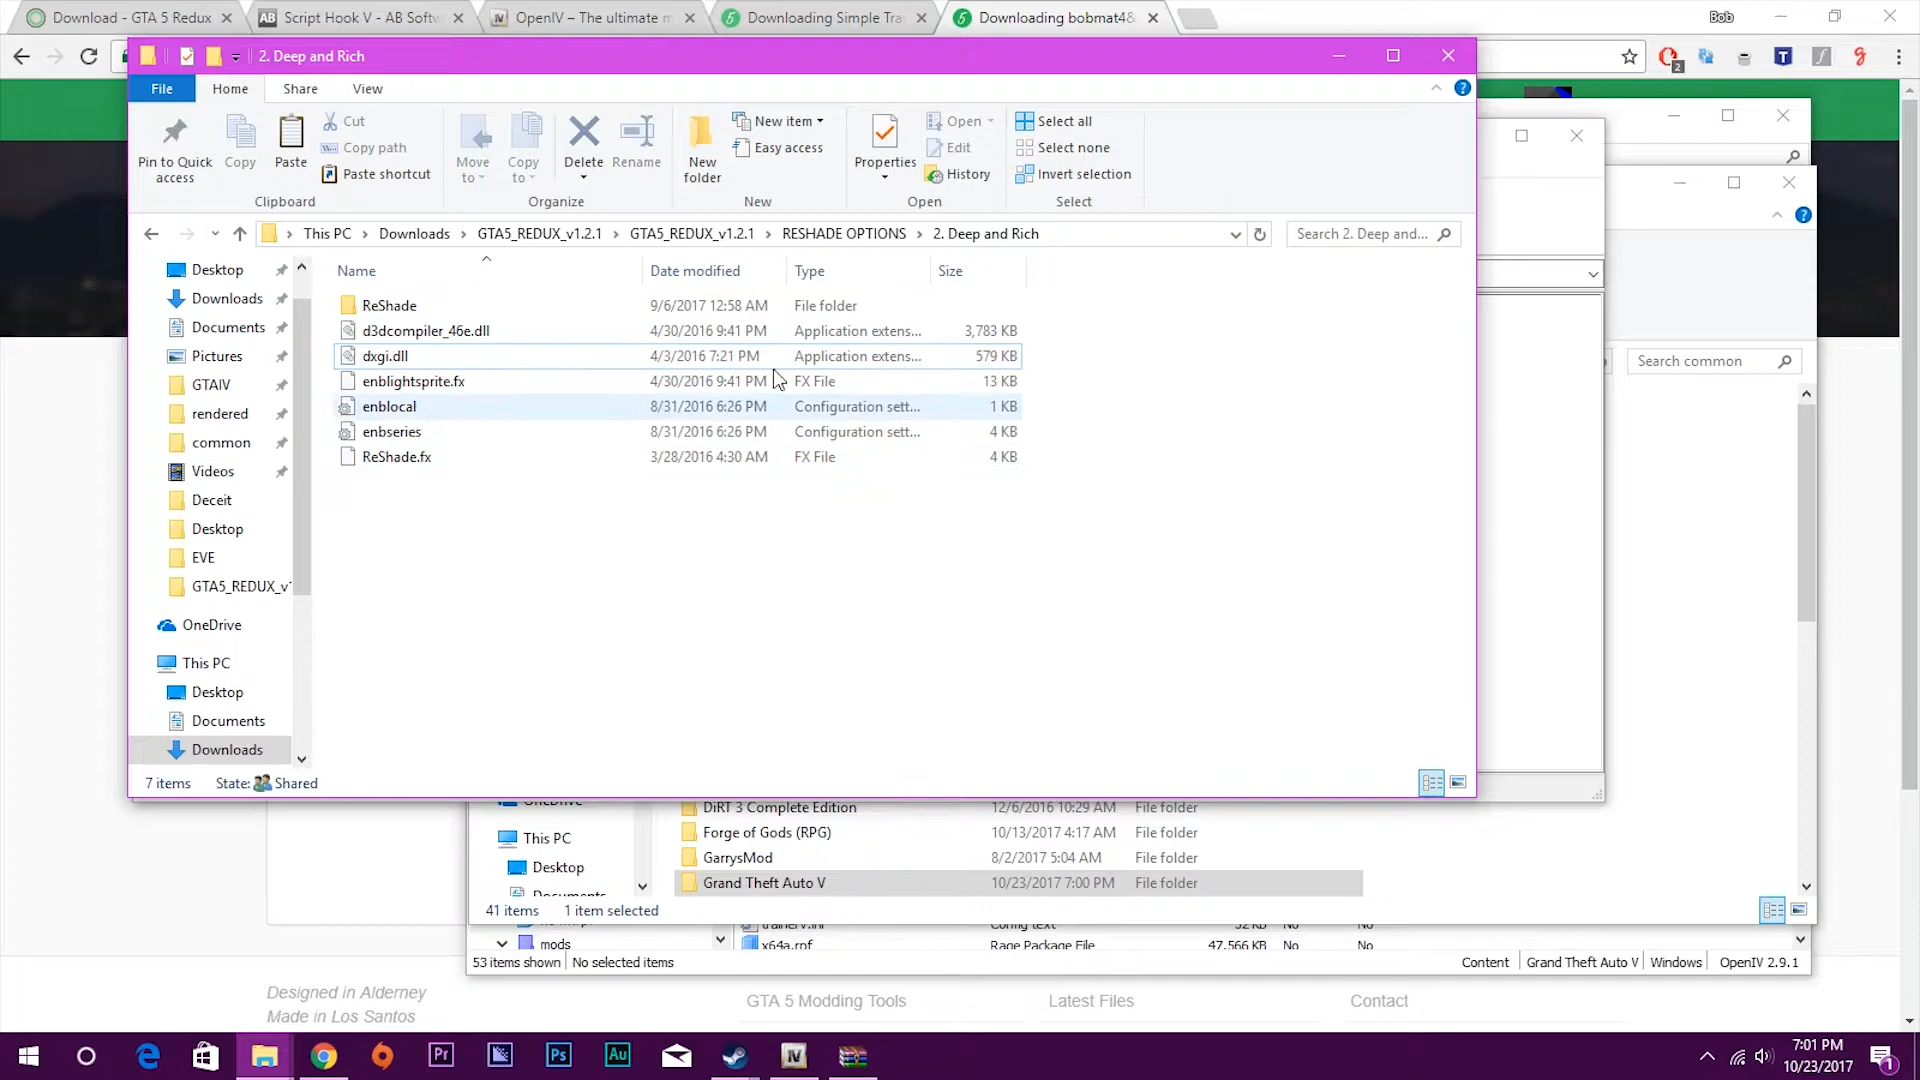 Download - GTA 5 Redux
Script Hook V - AB Softw
OpenIV – The ultimate m
Downloading Simple Tra
Downloading bobmat4&
Bob
2. Deep and Rich
File
Home
Share
View
Pin to Quick access
Copy
Paste
Cut
Copy path
Paste shortcut
Move to
Copy to
Delete
Rename
New folder
New item
Easy access
Properties
Open
Edit
History
Select all
Select none
Invert selection
Clipboard
Organize
New
Open
Select
This PC > Downloads > GTA5_REDUX_v1.2.1 > GTA5_REDUX_v1.2.1 > RESHADE OPTIONS > 2. Deep and Rich
Search 2. Deep and...
Name Date modified Type Size
ReShade 9/6/2017 12:58 AM File folder
d3dcompiler_46e.dll 4/30/2016 9:41 PM Application extens... 3,783 KB
dxgi.dll 4/3/2016 7:21 PM Application extens... 579 KB
enblightsprite.fx 4/30/2016 9:41 PM FX File 13 KB
enblocal 8/31/2016 6:26 PM Configuration sett... 1 KB
enbseries 8/31/2016 6:26 PM Configuration sett... 4 KB
ReShade.fx 3/28/2016 4:30 AM FX File 4 KB
Desktop
Downloads
Documents
Pictures
GTAIV
rendered
common
Videos
Deceit
Desktop
EVE
GTA5_REDUX_v
OneDrive
This PC
Desktop
Documents
Downloads
7 items State: Shared
Search common
OneDrive
This PC
Desktop
Documents
DiRT 3 Complete Edition 12/6/2016 10:29 AM File folder
Forge of Gods (RPG) 10/13/2017 4:17 AM File folder
GarrysMod 8/2/2017 5:04 AM File folder
Grand Theft Auto V 10/23/2017 7:00 PM File folder
41 items 1 item selected
mods
x64a.rpf Rage Package File 47,566 KB No No
53 items shown No selected items
Content Grand Theft Auto V Windows OpenIV 2.9.1
Designed in Alderney
Made in Los Santos
GTA 5 Modding Tools
Latest Files
Contact
Pr
Ps
Au
IV
7:01 PM
10/23/2017
1